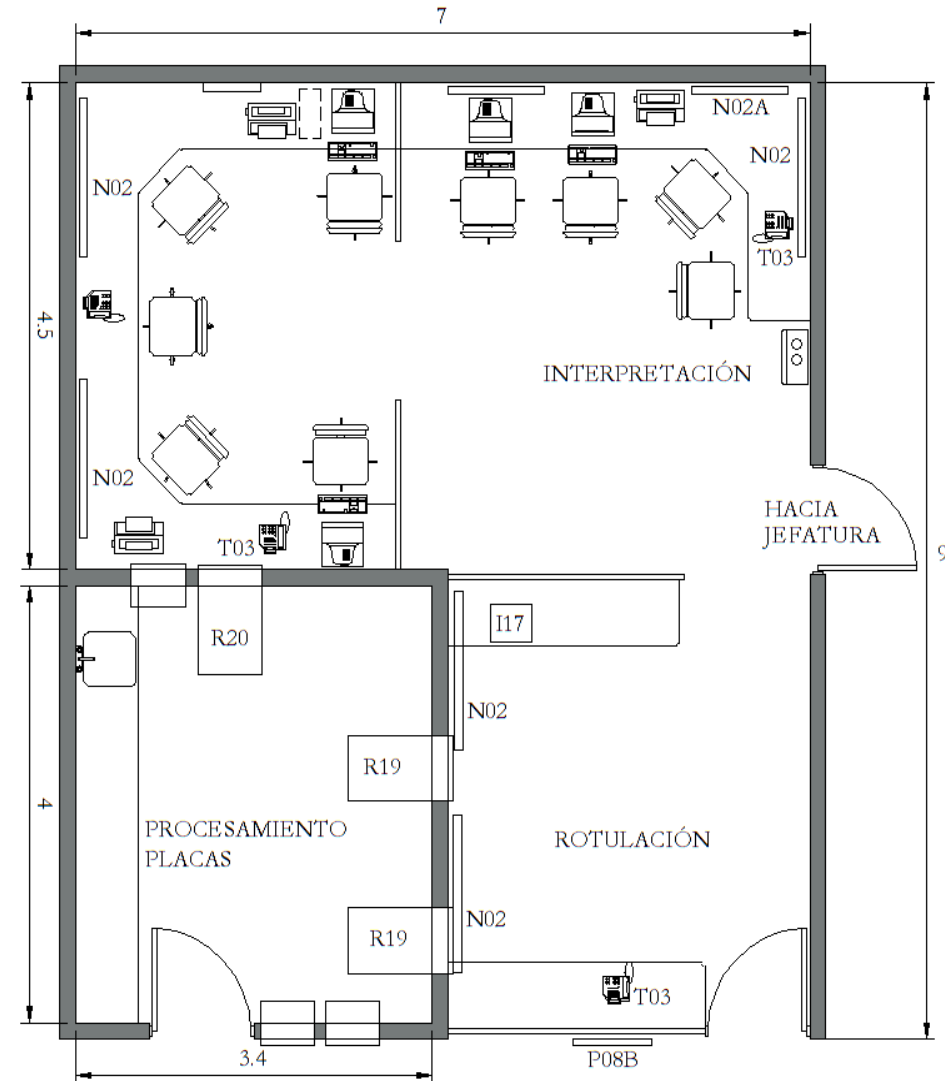 7
N02A
N02
N02
T03
4.5
INTERPRETACIÓN
N02
HACIA
JEFATURA
T03
9
I17
R20
N02
R19
4
PROCESAMIENTO
PLACAS
ROTULACIÓN
N02
R19
T03
3.4
P08B